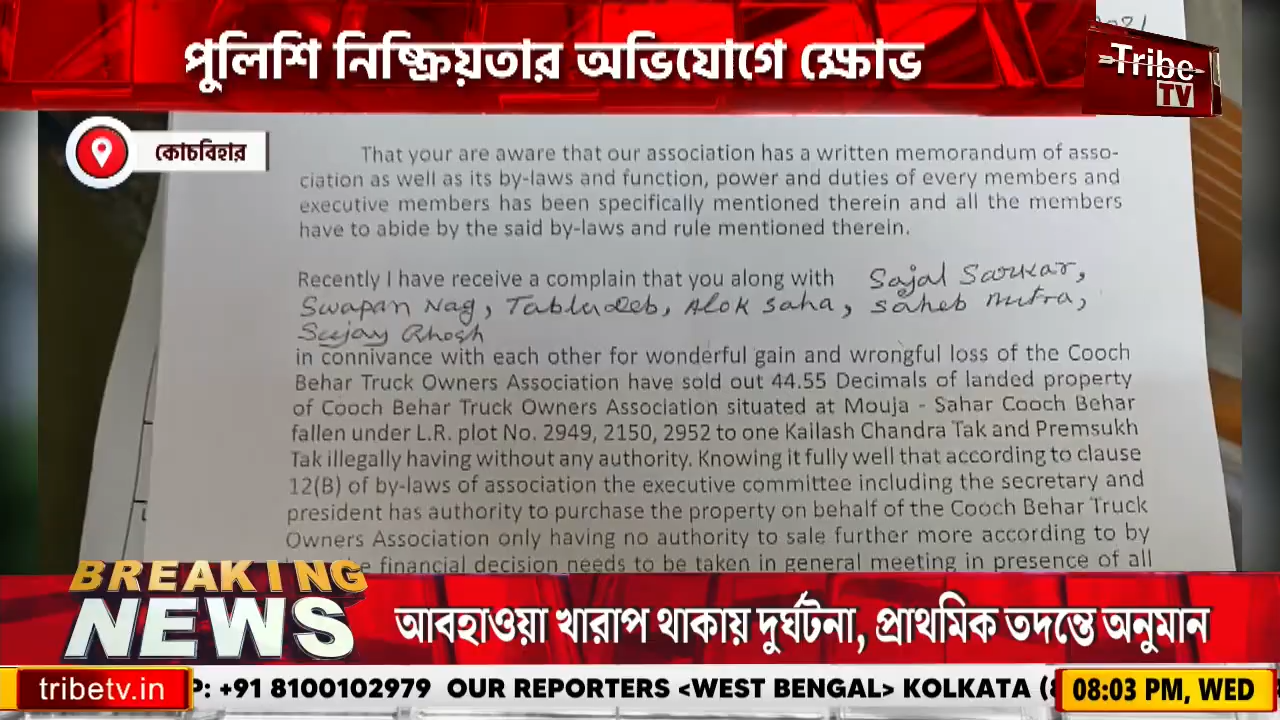 পুলিশি নিষ্ক্রিয়তার অভিযোগে ক্ষোভ
Tribe
TV
কোচবিহার
That your are aware that our association has a written memorandum of asso-
ciation as well as its by-laws and function, power and duties of every members and
executive members has been specifically mentioned therein and all the members
have to abide by the said by-laws and rule mentioned therein.
Recently I have receive a complain that you along with Sajal Sarkar,
Swapan Nag, Tablu deb, Alok Saha, Saheb Mitra,
Sujay Ghosh
in connivance with each other for wonderful gain and wrongful loss of the Cooch
Behar Truck Owners Association have sold out 44.55 Decimals of landed property
of Cooch Behar Truck Owners Association situated at Mouja - Sahar Cooch Behar
fallen under L.R. plot No. 2949, 2150, 2952 to one Kailash Chandra Tak and Premsukh
Tak illegally having without any authority. Knowing it fully well that according to clause
12(B) of by-laws of association the executive committee including the secretary and
president has authority to purchase the property on behalf of the Cooch Behar Truck
Owners Association only having no authority to sale further more according to by
financial decision needs to be taken in general meeting in presence of all
BREAKING
NEWS
আবহাওয়া খারাপ থাকায় দুর্ঘটনা, প্রাথমিক তদন্তে অনুমান
tribetv.in
P: +91 8100102979 OUR REPORTERS <WEST BENGAL> KOLKATA (
08:03 PM, WED